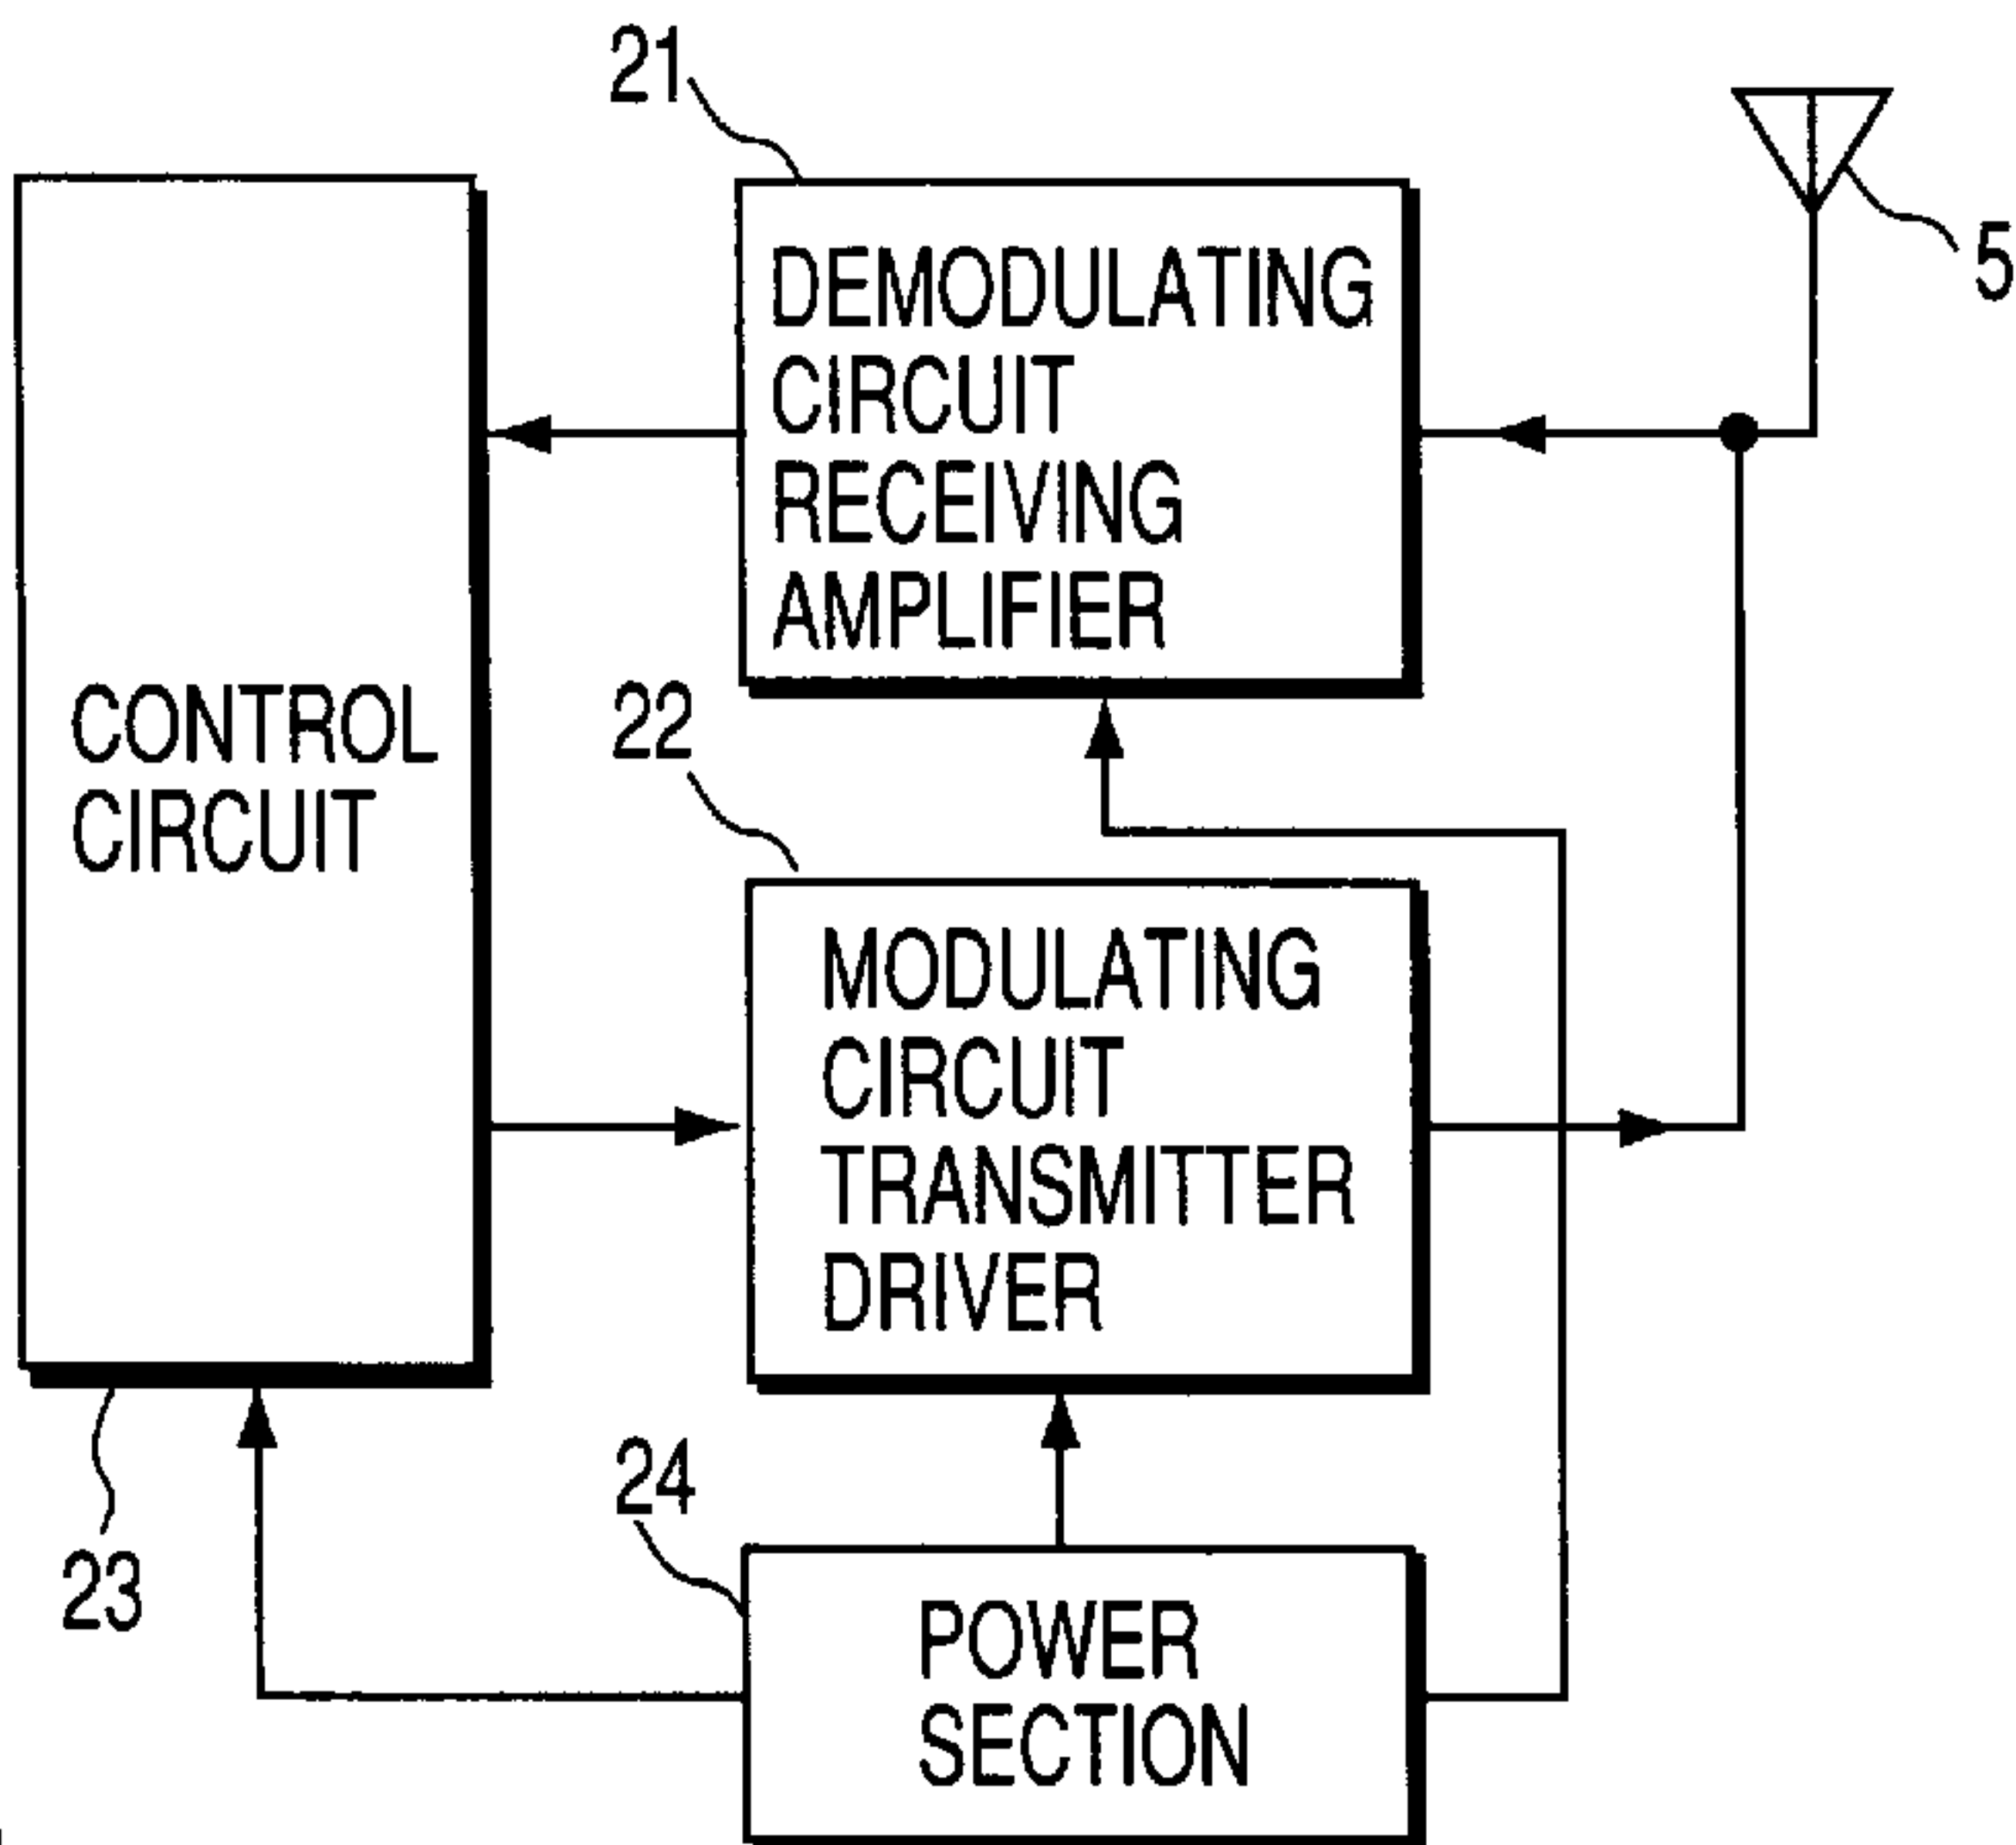 21
5
DEMODULATING
CIRCUIT
RECEIVING
AMPLIFIER
CONTROL
CIRCUIT
22
MODULATING
CIRCUIT
TRANSMITTER
DRIVER
24
23
POWER
SECTION